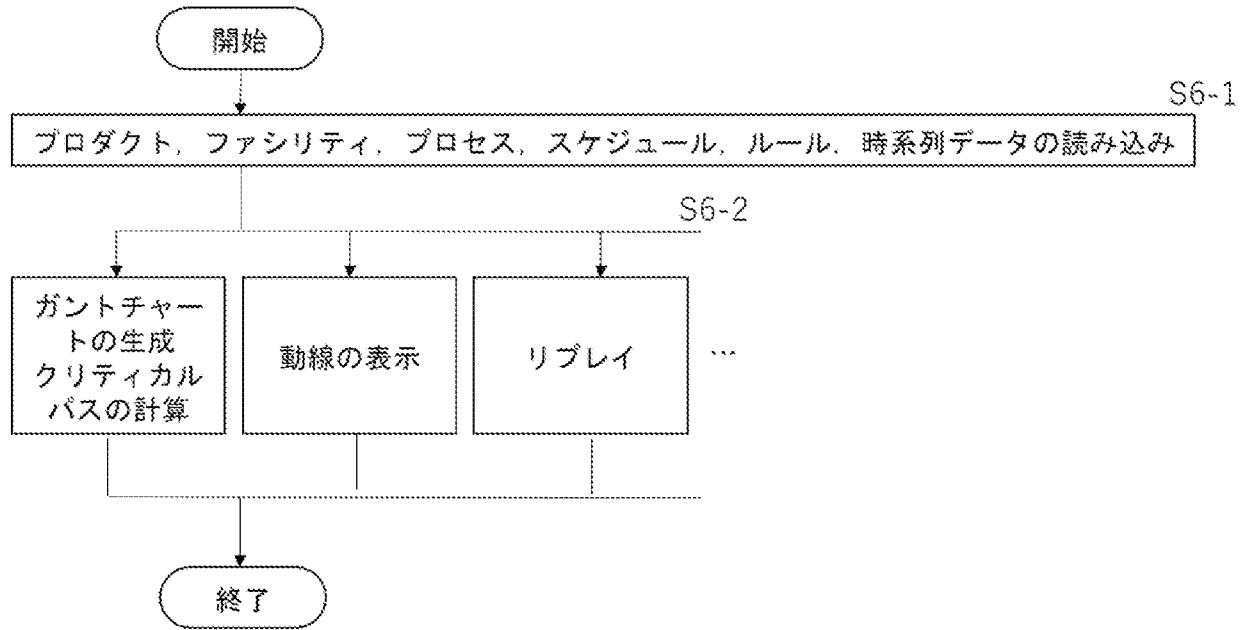 開始
S6-1
プロダクト, ファシリティ, プロセス, スケジュール, ルール, 時系列データの読み込み
S6-2
ガントチャー
トの生成
クリティカル
パスの計算
動線の表示
リプレイ
…
終了